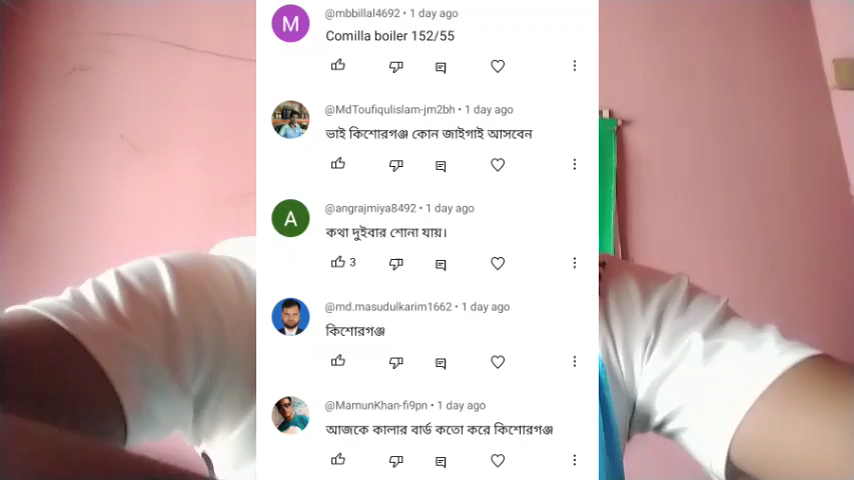 M
@mbbillal4692 • 1 day ago
Comilla boiler 152/55
@MdToufiqulislam-jm2bh • 1 day ago
ভাই কিশোরগঞ্জ কোন জাইগাই আসবেন
A
@angrajmiya8492 • 1 day ago
কথা দুইবার শোনা যায়।
3
@md.masudulkarim1662 • 1 day ago
কিশোরগঞ্জ
@MamunKhan-fi9pn • 1 day ago
আজকে কালার বার্ড কতো করে কিশোরগঞ্জ